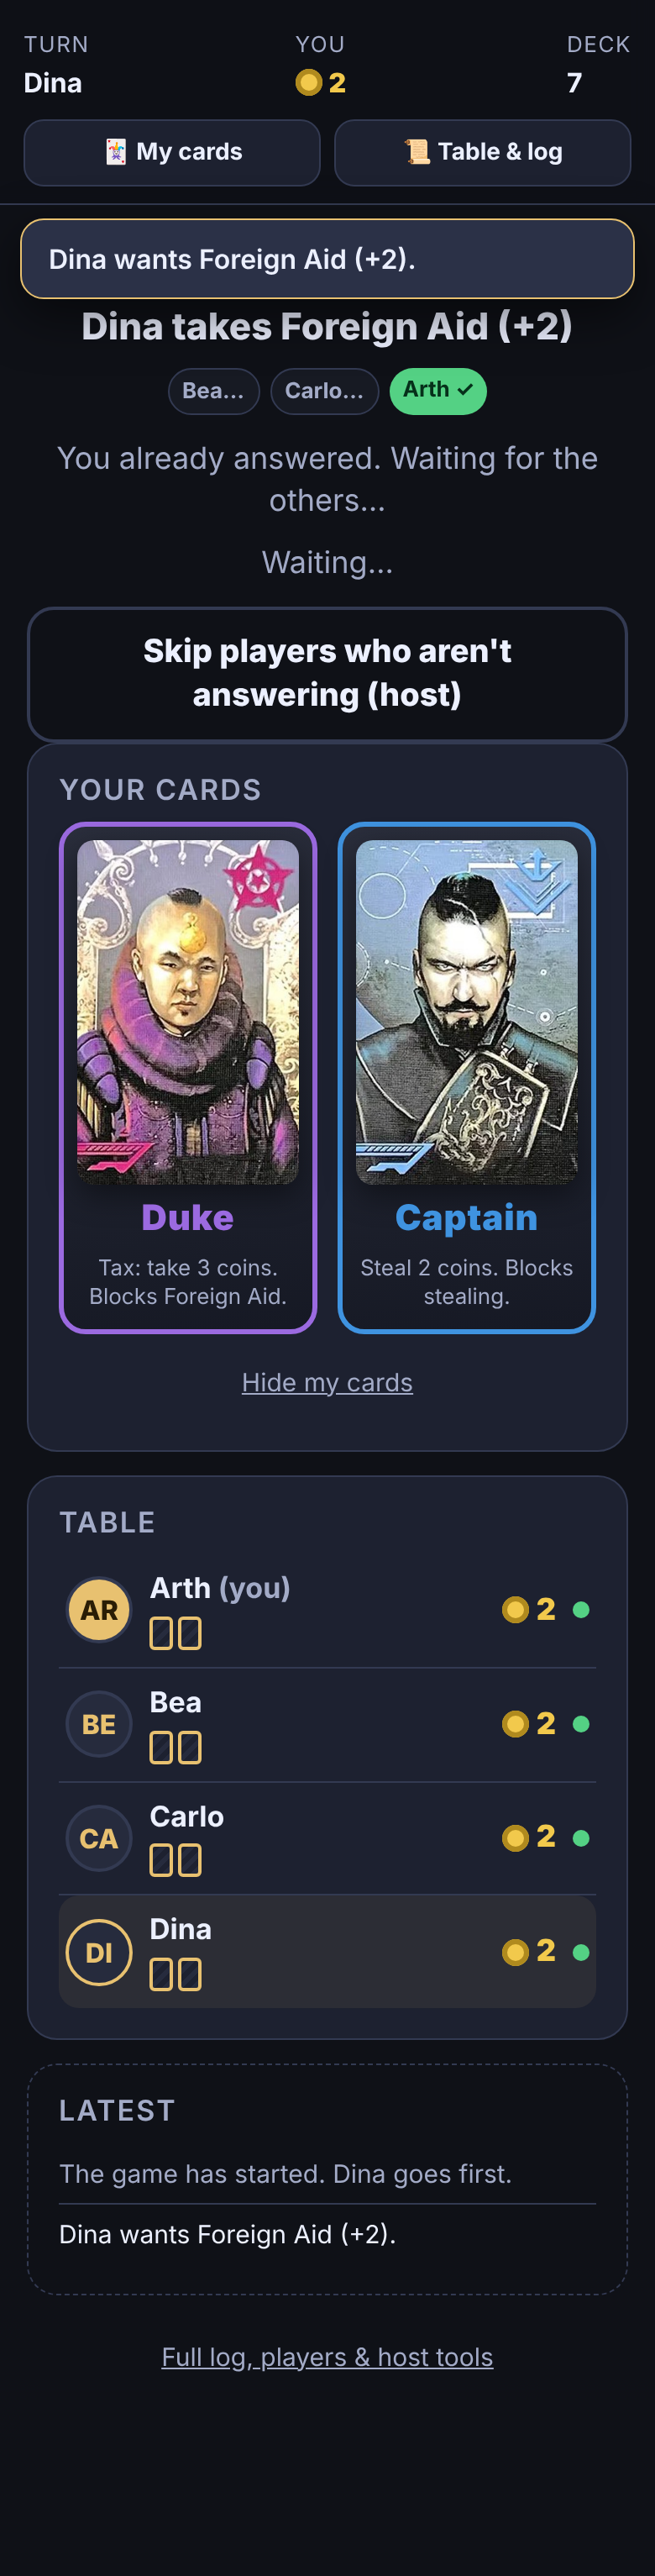 TURN
YOU
DECK
Dina
2
7
🃏 My cards
📜 Table & log
Dina wants Foreign Aid (+2).
Dina takes Foreign Aid (+2)
Bea…
Carlo…
Arth ✓
You already answered. Waiting for the
others…
Waiting…
Skip players who aren't
answering (host)
YOUR CARDS
Duke
Tax: take 3 coins.
Blocks Foreign Aid.
Captain
Steal 2 coins. Blocks
stealing.
Hide my cards
TABLE
AR
Arth (you)
2
BE
Bea
2
CA
Carlo
2
DI
Dina
2
LATEST
The game has started. Dina goes first.
Dina wants Foreign Aid (+2).
Full log, players & host tools